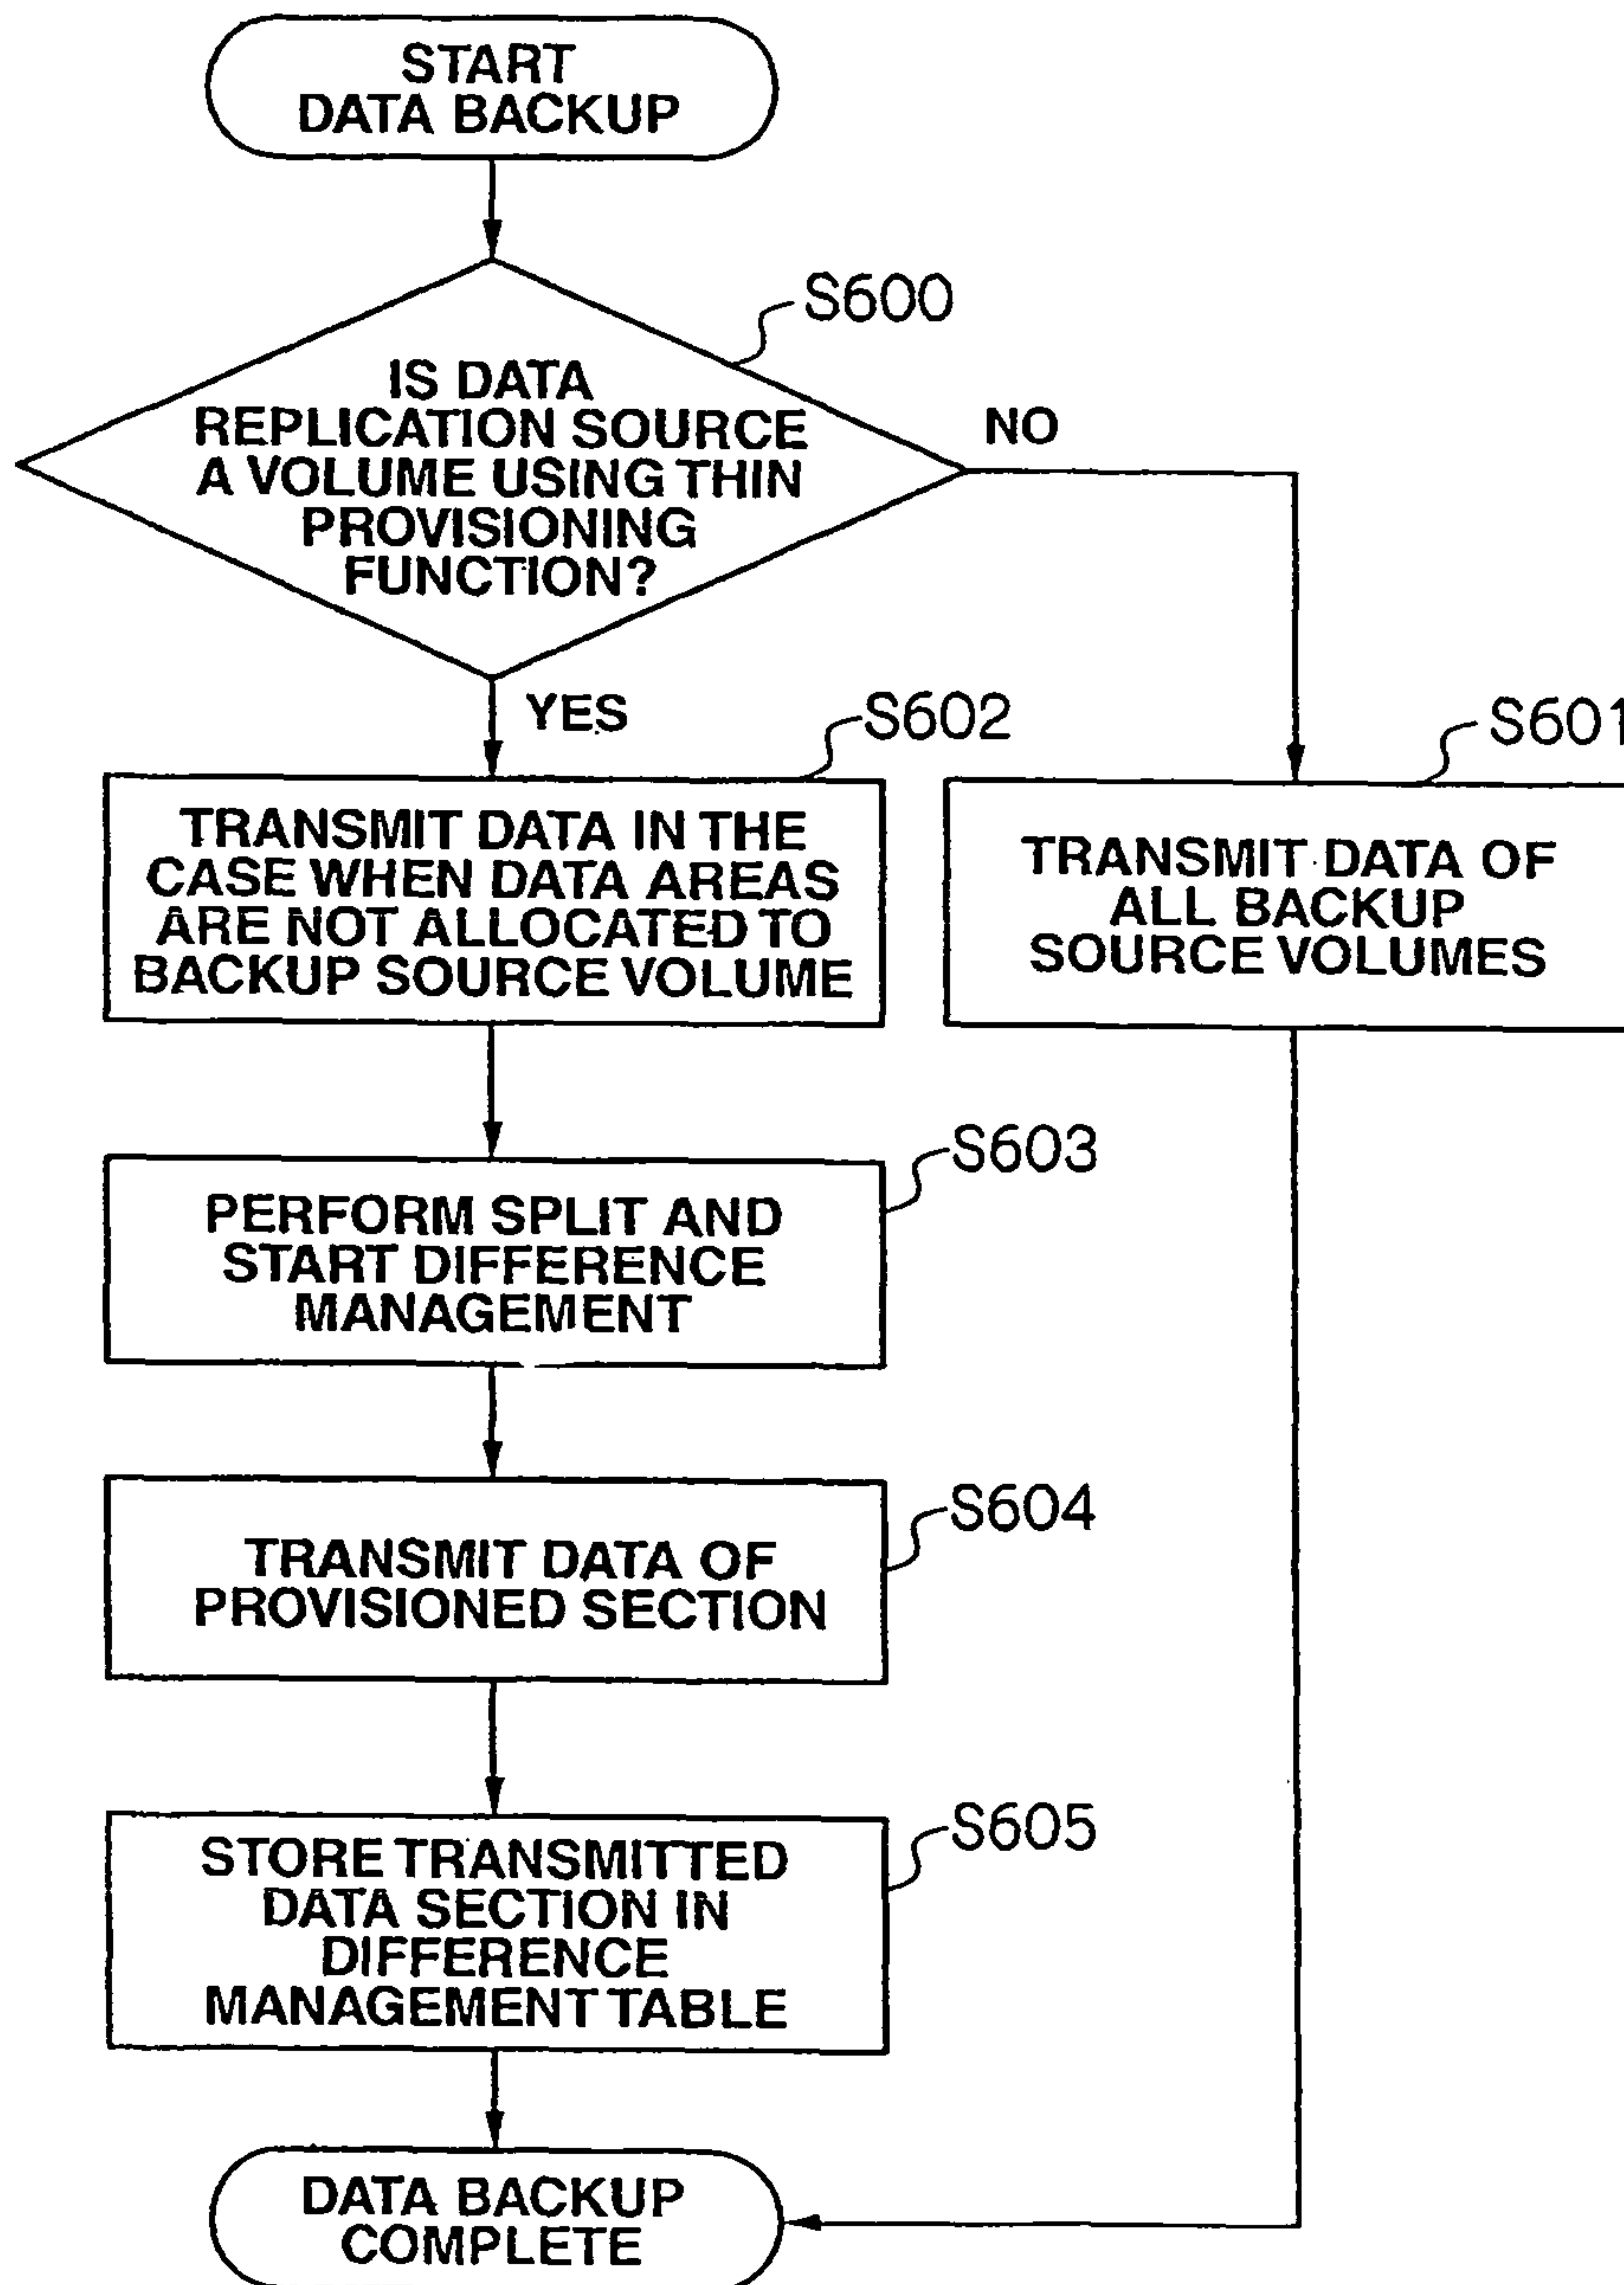 START
DATA BACKUP
S600
IS DATA
REPLICATION SOURCE
A VOLUME USING THIN
PROVISIONING
FUNCTION?
NO
YES
S602
S601
TRANSMIT DATA IN THE
CASE WHEN DATA AREAS
ARE NOT ALLOCATED TO
BACKUP SOURCE VOLUME
TRANSMIT DATA OF
ALL BACKUP
SOURCE VOLUMES
S603
PERFORM SPLIT AND
START DIFFERENCE
MANAGEMENT
S604
TRANSMIT DATA OF
PROVISIONED SECTION
S605
STORE TRANSMITTED
DATA SECTION IN
DIFFERENCE
MANAGEMENT TABLE
DATA BACKUP
COMPLETE